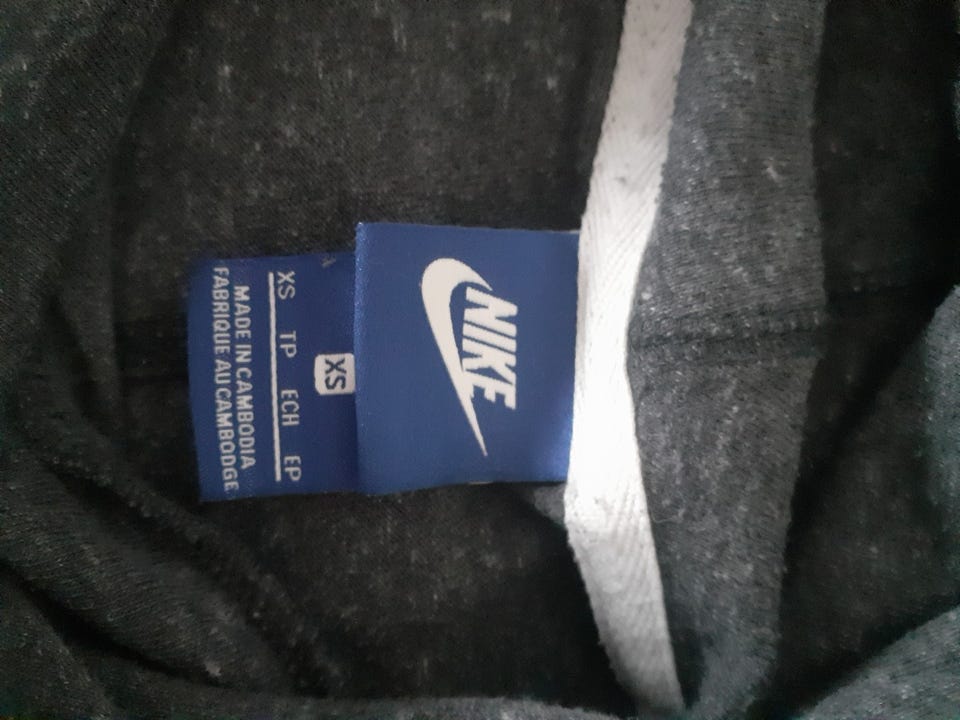 NIKE
XS
XS TP ECH EP
MADE IN CAMBODIA
FABRIQUE AU CAMBODGE